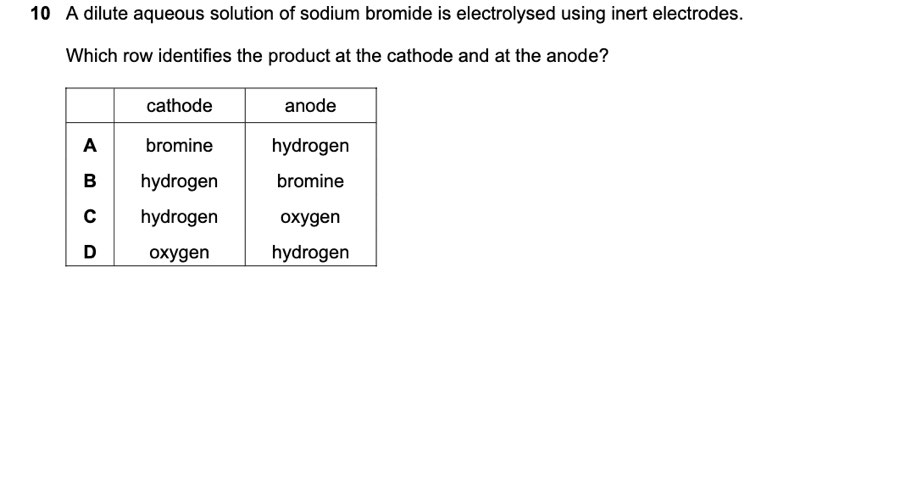 10 A dilute aqueous solution of sodium bromide is electrolysed using inert electrodes.
Which row identifies the product at the cathode and at the anode?
cathode anode
A bromine hydrogen
B hydrogen bromine
C hydrogen oxygen
D oxygen hydrogen